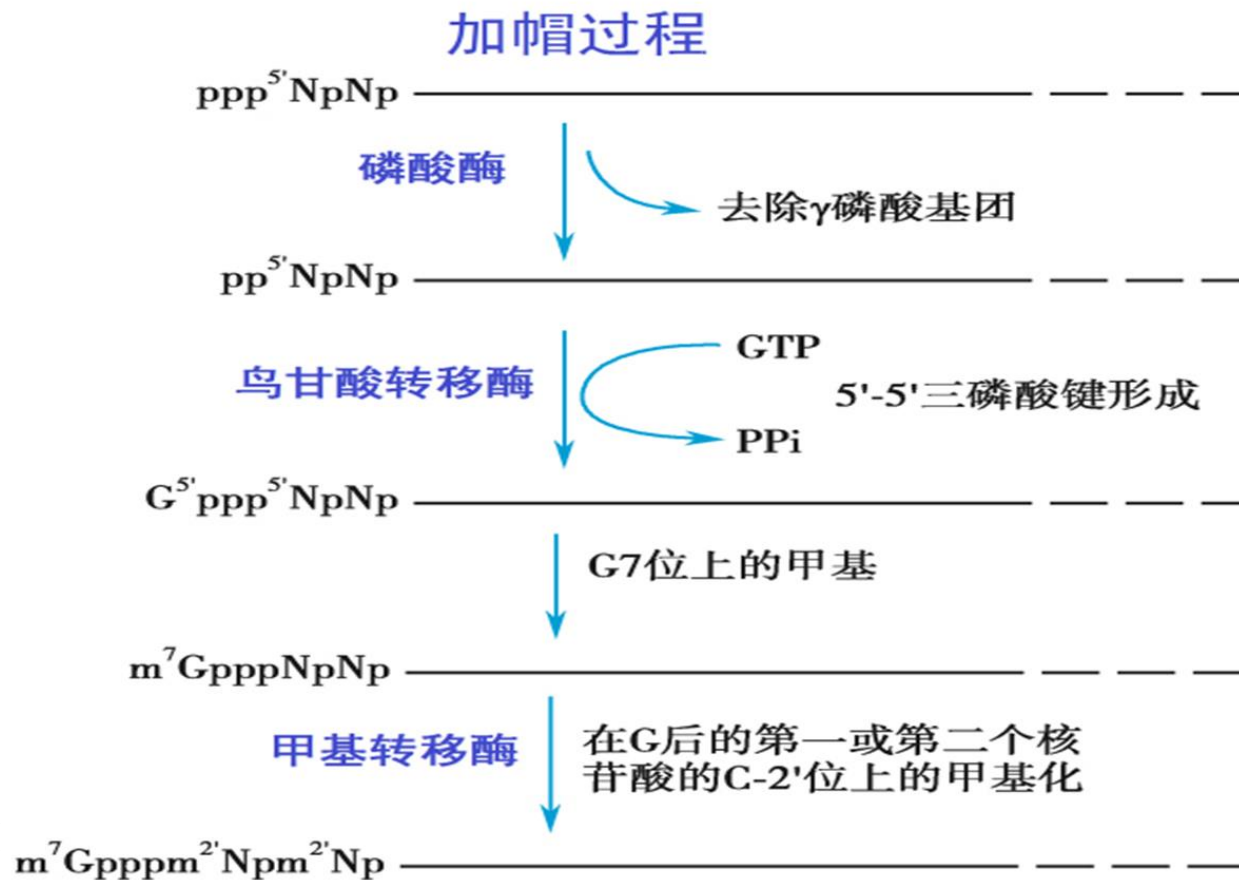 加帽过程
ppp5'NpNp
磷酸酶
去除γ磷酸基团
pp5'NpNp
GTP
鸟甘酸转移酶
5'-5'三磷酸键形成
PPi
G5'ppp5'NpNp
G7位上的甲基
m7GpppNpNp
甲基转移酶
在G后的第一或第二个核
苷酸的C-2'位上的甲基化
m7Gpppm2'Npm2'Np